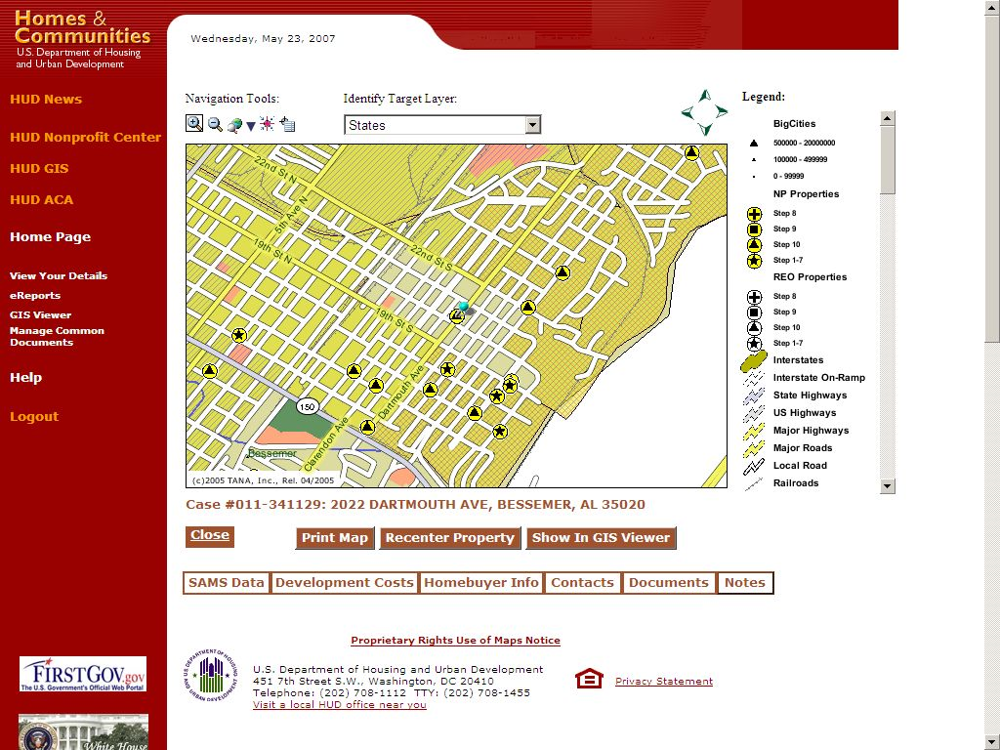 Homes &
Communities
U.S. Department of Housing
and Urban Development
Wednesday, May 23, 2007
HUD News
HUD Nonprofit Center
HUD GIS
HUD ACA
Home Page
View Your Details
eReports
GIS Viewer
Manage Common
Documents
Help
Logout
Navigation Tools:
Identify Target Layer:
States
22nd St N
5th Ave N
19th St N
22nd St S
19th St S
Dartmouth Ave
Clarendon Ave
150
Bessemer
(c)2005 TANA, Inc., Rel. 04/2005
Legend:
BigCities
500000 - 20000000
100000 - 499999
0 - 99999
NP Properties
Step 8
Step 9
Step 10
Step 1-7
REO Properties
Step 8
Step 9
Step 10
Step 1-7
Interstates
Interstate On-Ramp
State Highways
US Highways
Major Highways
Major Roads
Local Road
Railroads
Case #011-341129: 2022 DARTMOUTH AVE, BESSEMER, AL 35020
Close
Print Map
Recenter Property
Show In GIS Viewer
SAMS Data
Development Costs
Homebuyer Info
Contacts
Documents
Notes
Proprietary Rights Use of Maps Notice
U.S. DEPARTMENT OF HOUSING AND URBAN DEVELOPMENT
U.S. Department of Housing and Urban Development
451 7th Street S.W., Washington, DC 20410
Telephone: (202) 708-1112 TTY: (202) 708-1455
Visit a local HUD office near you
Privacy Statement
FIRSTGOV.gov
The U.S. Government's Official Web Portal
White House